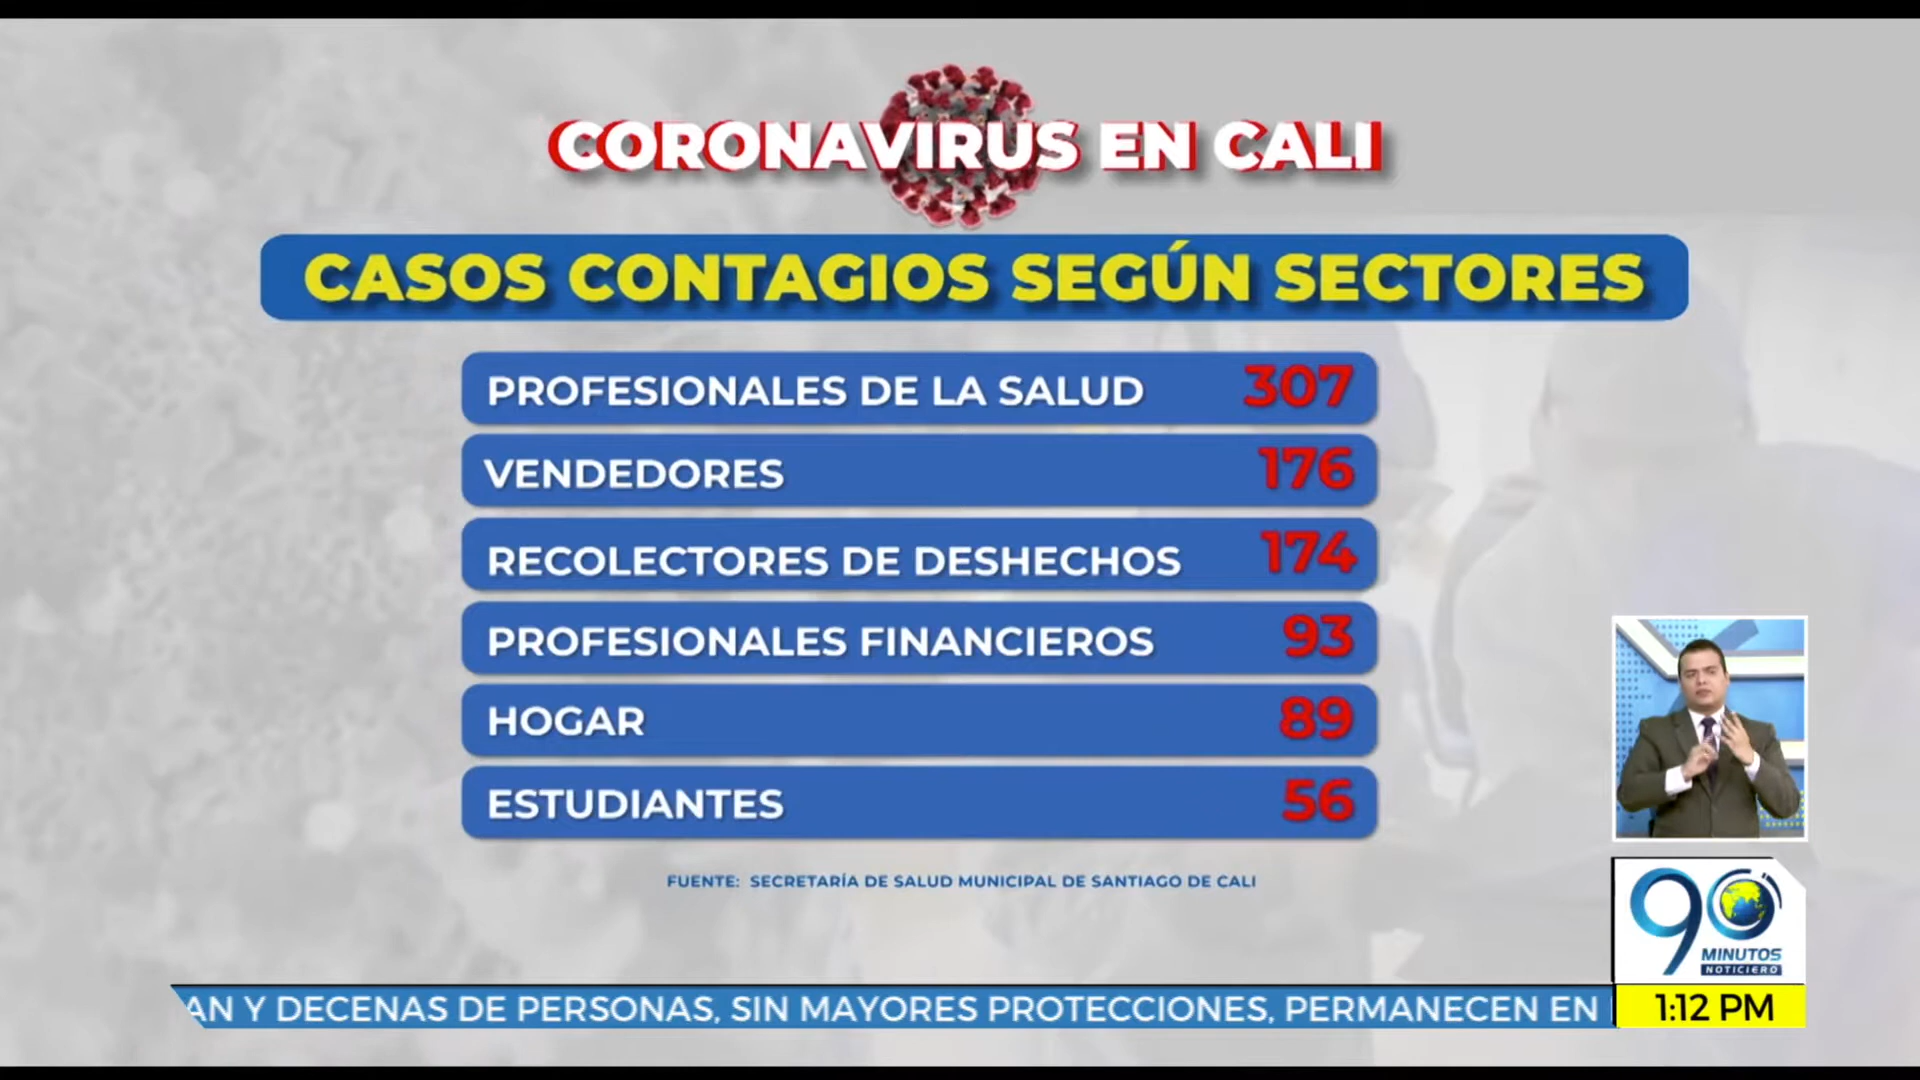 CORONAVIRUS EN CALI
CASOS CONTAGIOS SEGÚN SECTORES
PROFESIONALES DE LA SALUD 307
VENDEDORES 176
RECOLECTORES DE DESHECHOS 174
PROFESIONALES FINANCIEROS 93
HOGAR 89
ESTUDIANTES 56
FUENTE: SECRETARÍA DE SALUD MUNICIPAL DE SANTIAGO DE CALI
90
MINUTOS
NOTICIERO
AN Y DECENAS DE PERSONAS, SIN MAYORES PROTECCIONES, PERMANECEN EN
1:12 PM